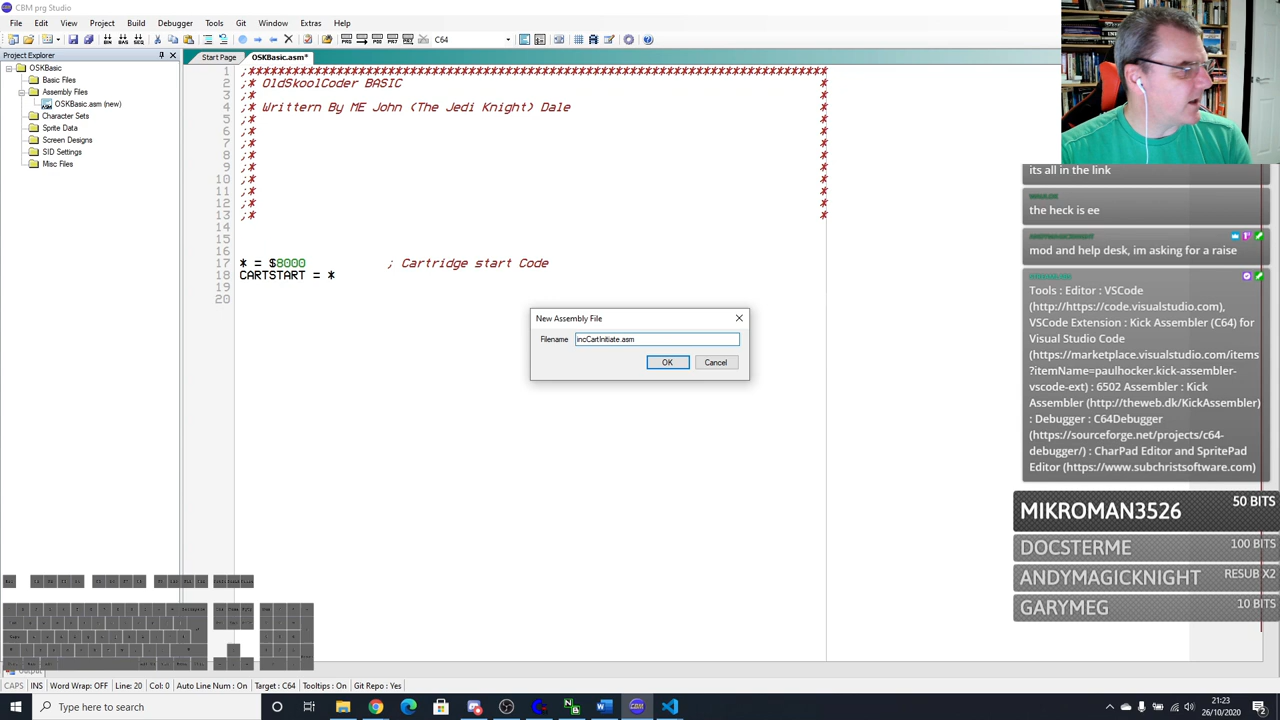 CBM prg Studio
File Edit View Project Build Debugger Tools Git Window Extras Help
C64
Project Explorer
OSKBasic
Basic Files
Assembly Files
OSKBasic.asm (new)
Character Sets
Sprite Data
Screen Designs
SID Settings
Misc Files
Start Page OSKBasic.asm*
1 ;******************************************************************************
2 ;* OldSkoolCoder BASIC *
3 ;* *
4 ;* Writtern By ME John (The Jedi Knight) Dale *
5 ;* *
6 ;* *
7 ;* *
8 ;* *
9 ;* *
10 ;* *
11 ;* *
12 ;* *
13 ;* *
14
15
16
17 * = $8000 ; Cartridge start Code
18 CARTSTART = *
19
20
New Assembly File
Filename incCartInitiate.asm
OK Cancel
its all in the link
the heck is ee
ANDYMAGICKNIGHT
mod and help desk, im asking for a raise
Tools : Editor : VSCode
(http://https://code.visualstudio.com),
VSCode Extension : Kick Assembler (C64) for
Visual Studio Code
(https://marketplace.visualstudio.com/items
?itemName=paulhocker.kick-assembler-
vscode-ext) : 6502 Assembler : Kick
Assembler (http://theweb.dk/KickAssembler)
: Debugger : C64Debugger
(https://sourceforge.net/projects/c64-
debugger/) : CharPad Editor and SpritePad
Editor (https://www.subchristsoftware.com)
MIKROMAN3526 50 BITS
DOCSTERME 100 BITS
ANDYMAGICKNIGHT RESUB X2
GARYMEG 10 BITS
Output
CAPS INS Word Wrap: OFF Line: 20 Col: 0 Auto Line Num : On Target : C64 Tooltips : On Git Repo : Yes
Type here to search
21:23
26/10/2020
2